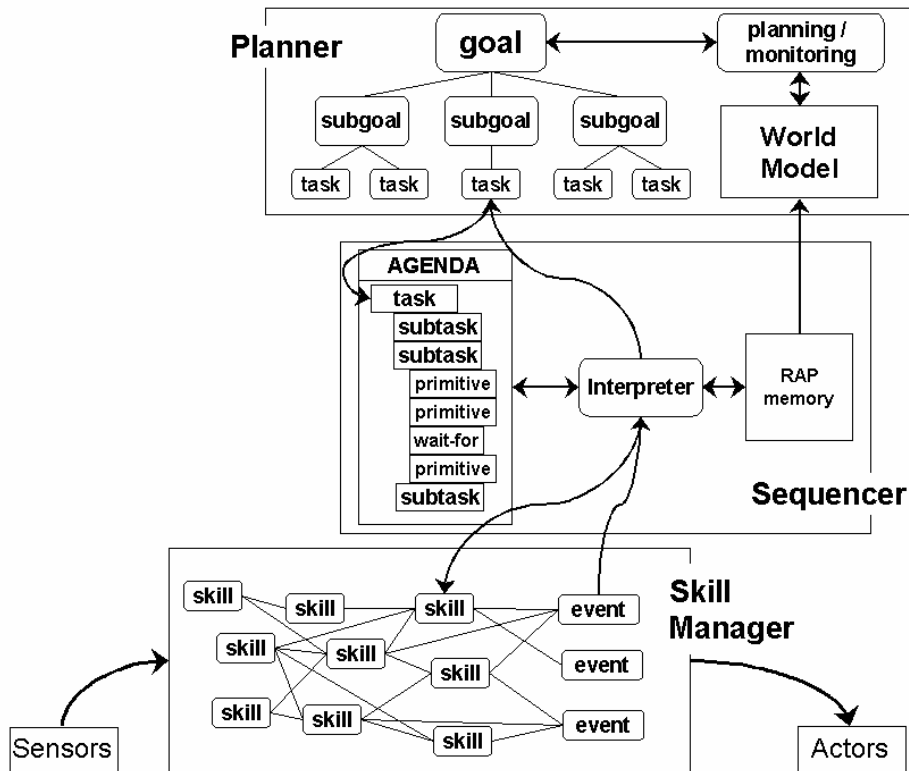 Planner
goal
planning /
monitoring
subgoal
subgoal
subgoal
World
Model
task
task
task
task
task
AGENDA
task
subtask
subtask
primitive
primitive
wait-for
primitive
subtask
Interpreter
RAP
memory
Sequencer
skill
skill
skill
event
Skill
Manager
skill
skill
skill
event
skill
skill
skill
event
Sensors
Actors